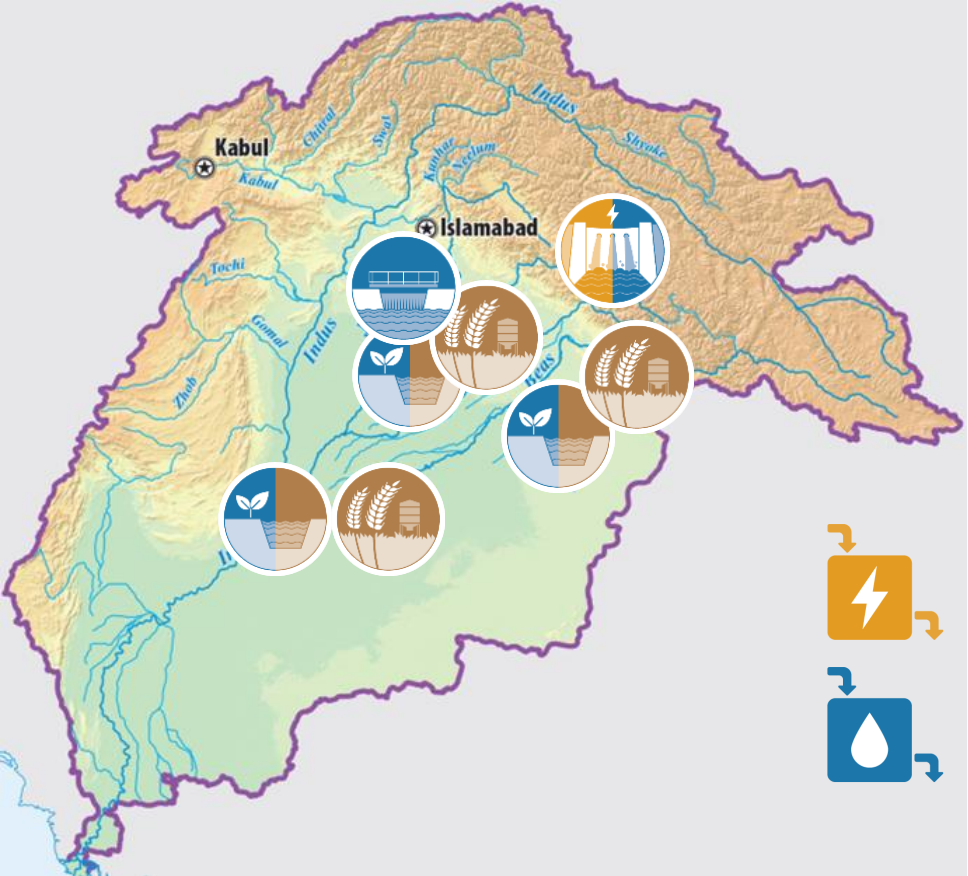 Indus
Chitral
Swat
Shyoke
Kabul
Kunhar
Neelum
Kabul
Islamabad
Tochi
Gomal
Indus
Zhob